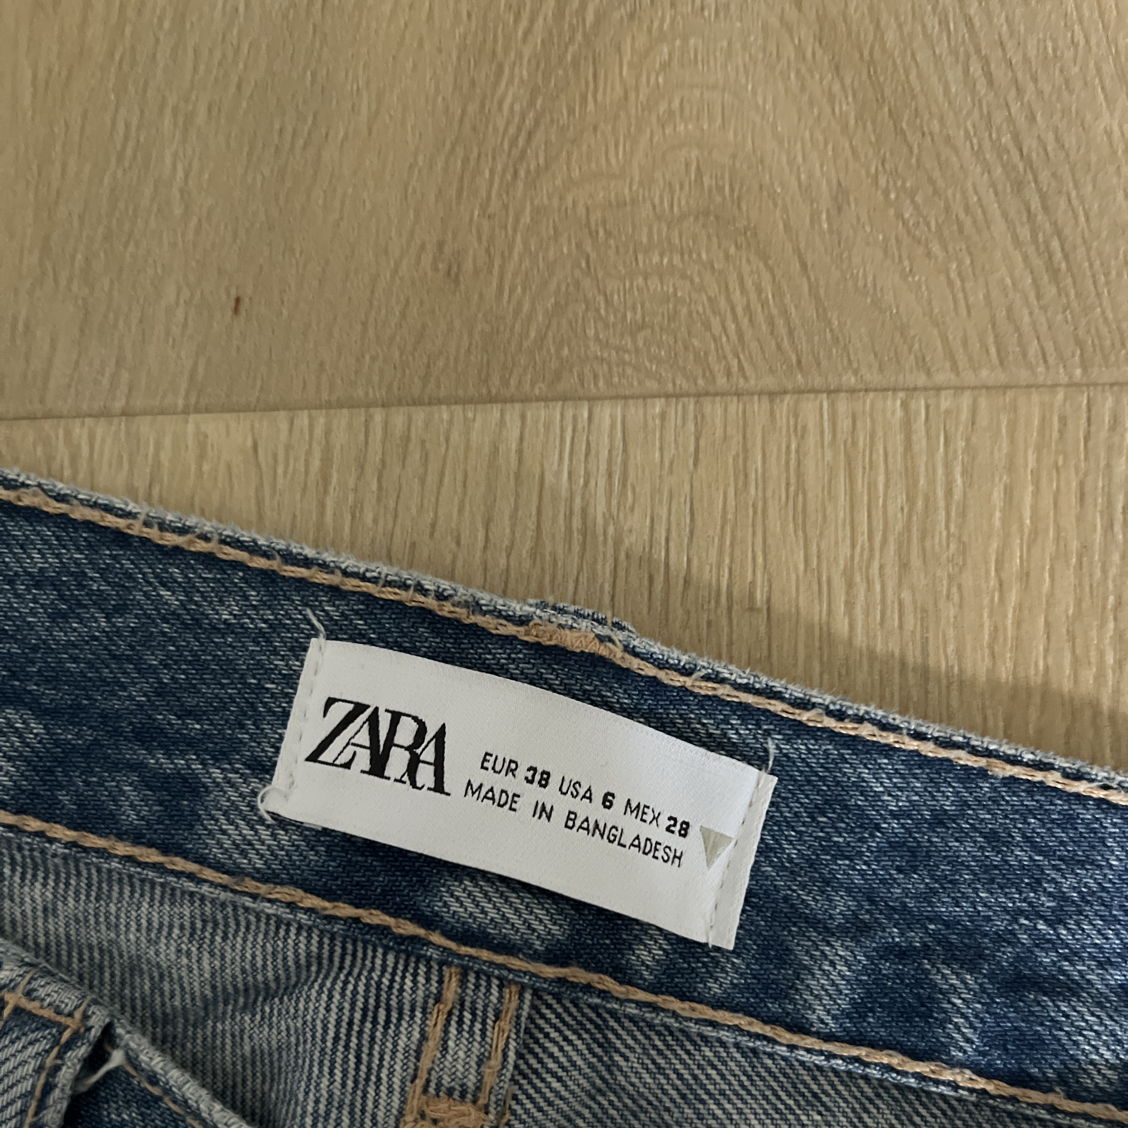 ZARA
EUR 38 USA 6 MEX 28
MADE IN BANGLADESH